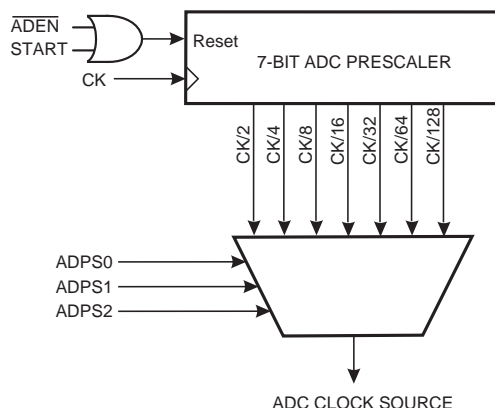 ADEN
START
Reset
7-BIT ADC PRESCALER
CK
CK/2
CK/4
CK/8
CK/16
CK/32
CK/64
CK/128
ADPS0
ADPS1
ADPS2
ADC CLOCK SOURCE